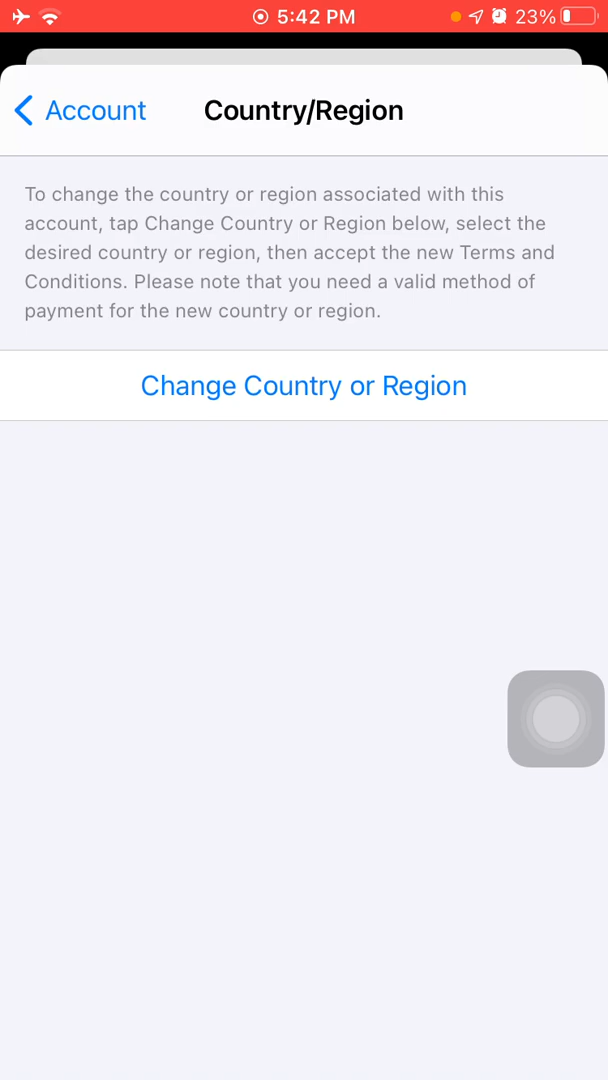 5:42 PM 23%
Account Country/Region
To change the country or region associated with this
account, tap Change Country or Region below, select the
desired country or region, then accept the new Terms and
Conditions. Please note that you need a valid method of
payment for the new country or region.
Change Country or Region